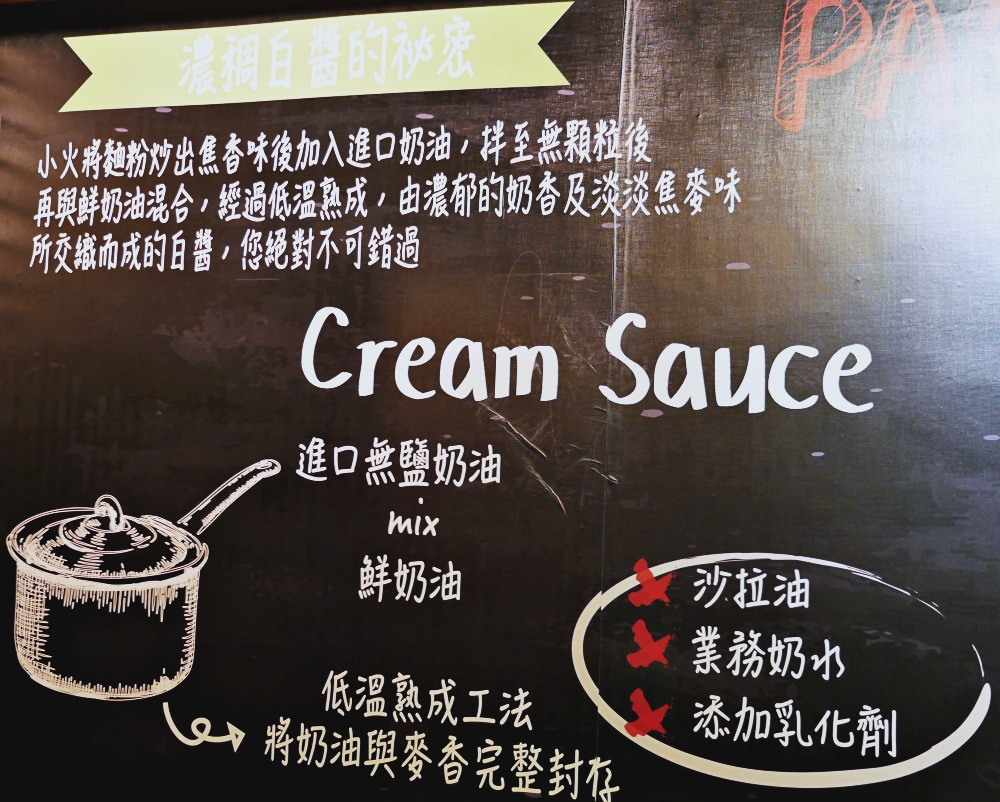 濃稠白醬的祕密
PA
小火將麵粉炒出焦香味後加入進口奶油，拌至無顆粒後
再與鮮奶油混合，經過低溫熟成，由濃郁的奶香及淡淡焦麥味
所交織而成的白醬，您絕對不可錯過
Cream Sauce
進口無鹽奶油
mix
鮮奶油
沙拉油
業務奶水
添加乳化劑
低溫熟成工法
將奶油與麥香完整封存